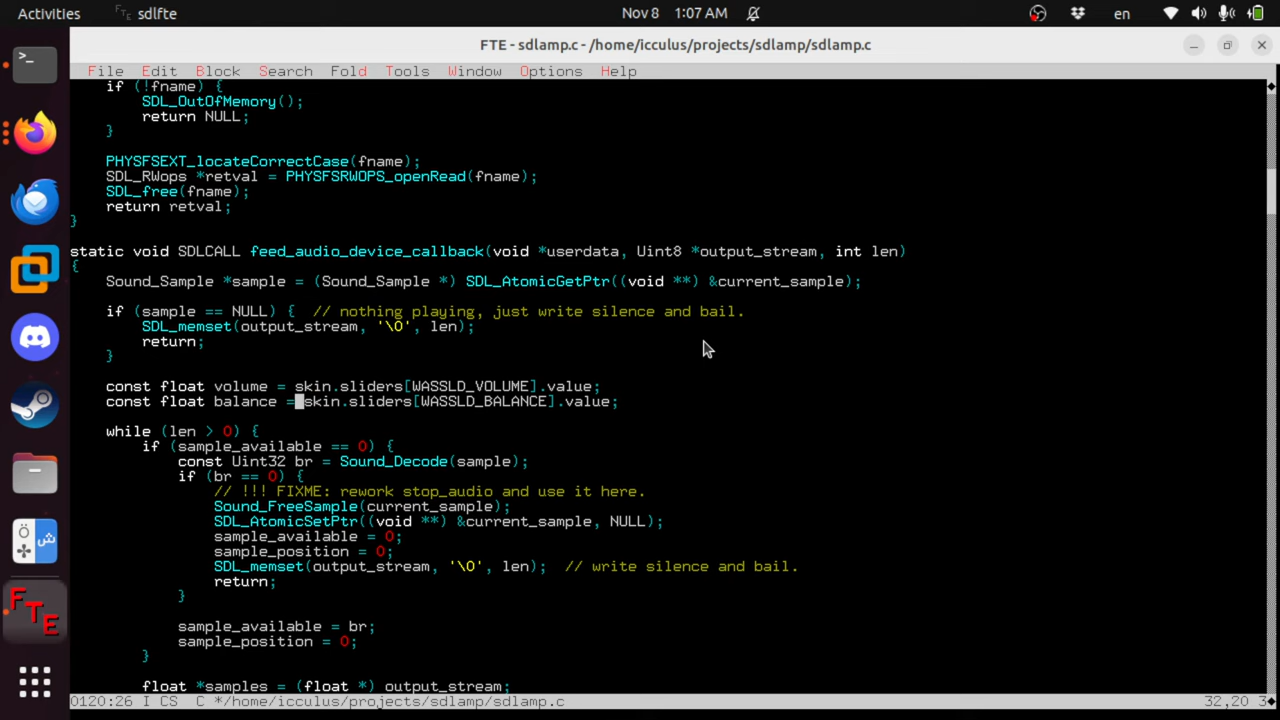 Activities
sdlfte
Nov 8 1:07 AM
en
FTE - sdlamp.c - /home/icculus/projects/sdlamp/sdlamp.c
File Edit Block Search Fold Tools Window Options Help
if (!fname) {
SDL_OutOfMemory();
return NULL;
}
PHYSFSEXT_locateCorrectCase(fname);
SDL_RWops *retval = PHYSFSRWOPS_openRead(fname);
SDL_free(fname);
return retval;
}
static void SDLCALL feed_audio_device_callback(void *userdata, Uint8 *output_stream, int len)
{
Sound_Sample *sample = (Sound_Sample *) SDL_AtomicGetPtr((void **) &current_sample);
if (sample == NULL) {  // nothing playing, just write silence and bail.
SDL_memset(output_stream, '\0', len);
return;
}
const float volume = skin.sliders[WASSLD_VOLUME].value;
const float balance = skin.sliders[WASSLD_BALANCE].value;
while (len > 0) {
if (sample_available == 0) {
const Uint32 br = Sound_Decode(sample);
if (br == 0) {
// !!! FIXME: rework stop_audio and use it here.
Sound_FreeSample(current_sample);
SDL_AtomicSetPtr((void **) &current_sample, NULL);
sample_available = 0;
sample_position = 0;
SDL_memset(output_stream, '\0', len);  // write silence and bail.
return;
}
sample_available = br;
sample_position = 0;
}
float *samples = (float *) output_stream;
FTE
0120:26 I CS  C */home/icculus/projects/sdlamp/sdlamp.c
32,20 3